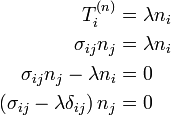 T_i^{(n)} = λn_i
σ_{ij}n_j = λn_i
σ_{ij}n_j − λn_i = 0
(σ_{ij} − λδ_{ij}) n_j = 0